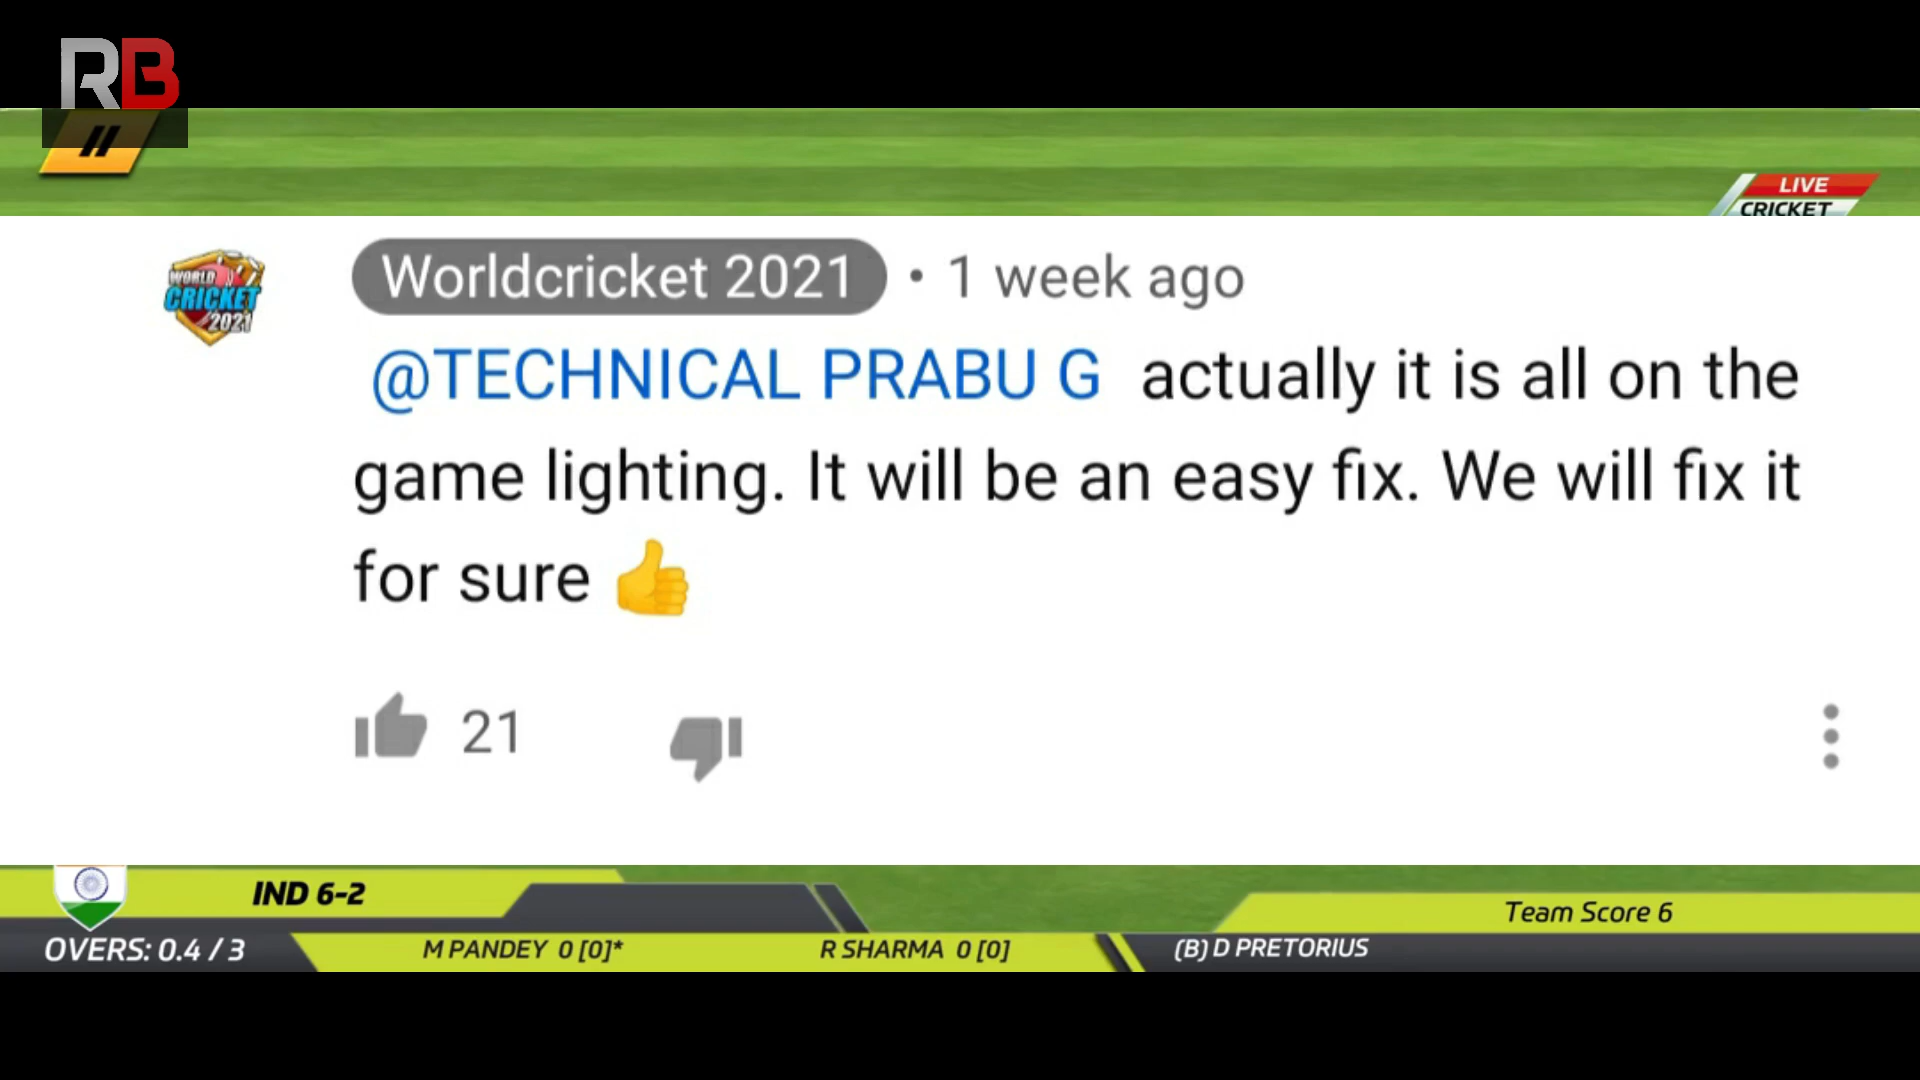 RB
LIVE
CRICKET
WORLD
CRICKET
2021
Worldcricket 2021 • 1 week ago
@TECHNICAL PRABU G actually it is all on the
game lighting. It will be an easy fix. We will fix it
for sure 👍
21
IND 6-2
Team Score 6
OVERS: 0.4 / 3
M PANDEY 0 [0]*
R SHARMA 0 [0]
(B) D PRETORIUS